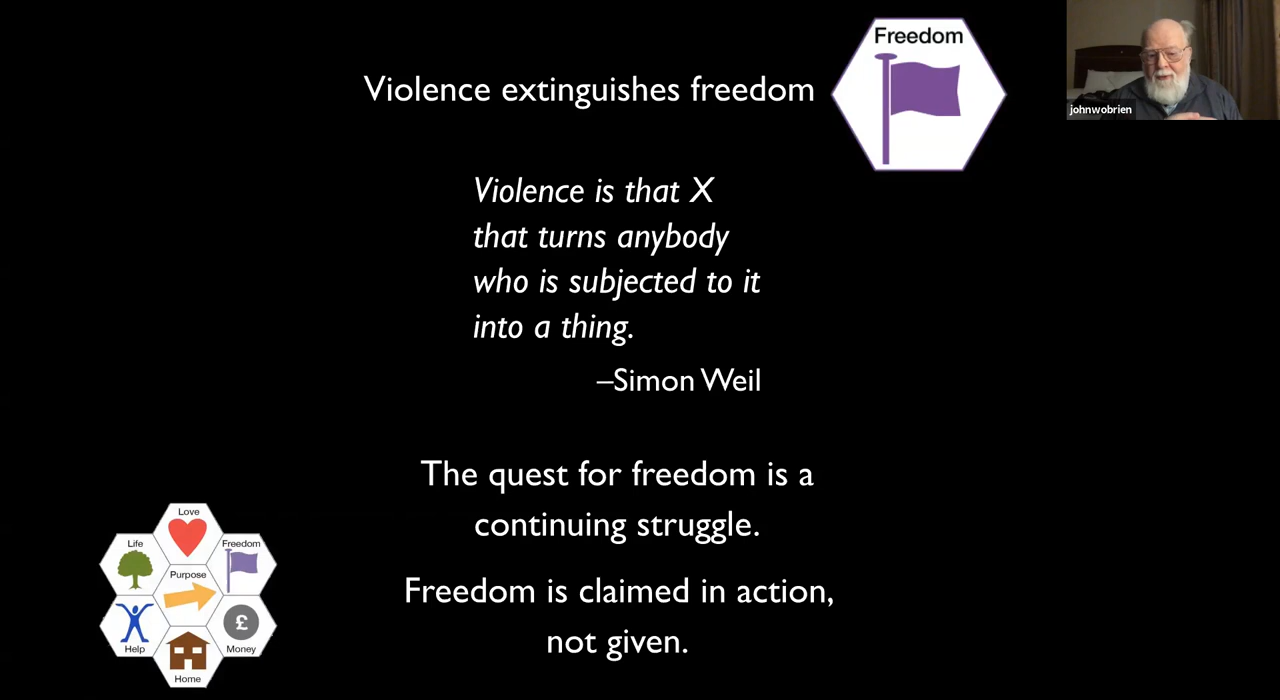 Violence extinguishes freedom
Freedom
johnwobrien
Violence is that X
that turns anybody
who is subjected to it
into a thing.
–Simon Weil
The quest for freedom is a
continuing struggle.
Freedom is claimed in action,
not given.
Love
Life
Freedom
Purpose
£
Help
Money
Home